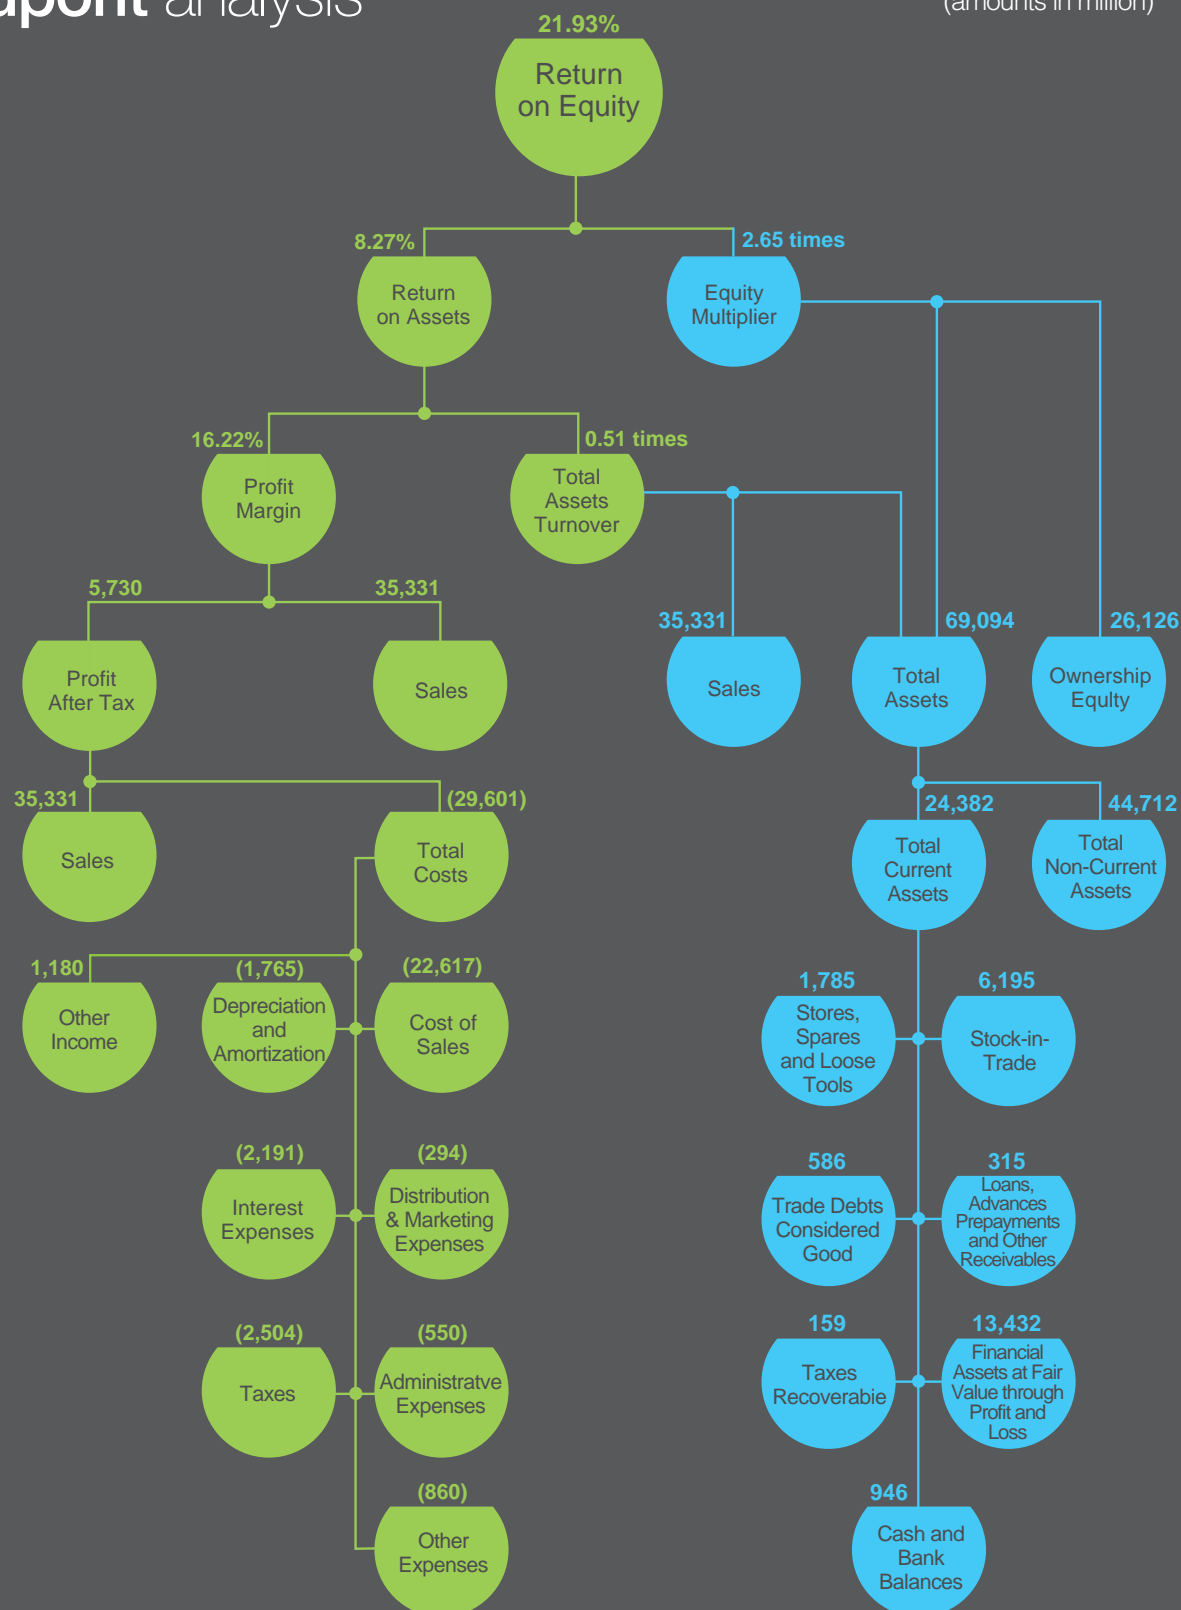 dupont analysis
(amounts in million)
21.93%
Return
on Equity
8.27%
Return
on Assets
2.65 times
Equity
Multiplier
16.22%
Profit
Margin
0.51 times
Total
Assets
Turnover
5,730
Profit
After Tax
35,331
Sales
35,331
Sales
69,094
Total
Assets
26,126
Ownership
Equlty
35,331
Sales
(29,601)
Total
Costs
24,382
Total
Current
Assets
44,712
Total
Non-Current
Assets
1,180
Other
Income
(1,765)
Depreciation
and
Amortization
(22,617)
Cost of
Sales
1,785
Stores,
Spares
and Loose
Tools
6,195
Stock-in-
Trade
(2,191)
Interest
Expenses
(294)
Distribution
& Marketing
Expenses
586
Trade Debts
Considered
Good
315
Loans,
Advances
Prepayments
and Other
Receivables
(2,504)
Taxes
(550)
Administratve
Expenses
159
Taxes
Recoverabie
13,432
Financial
Assets at Fair
Value through
Profit and
Loss
(860)
Other
Expenses
946
Cash and
Bank
Balances